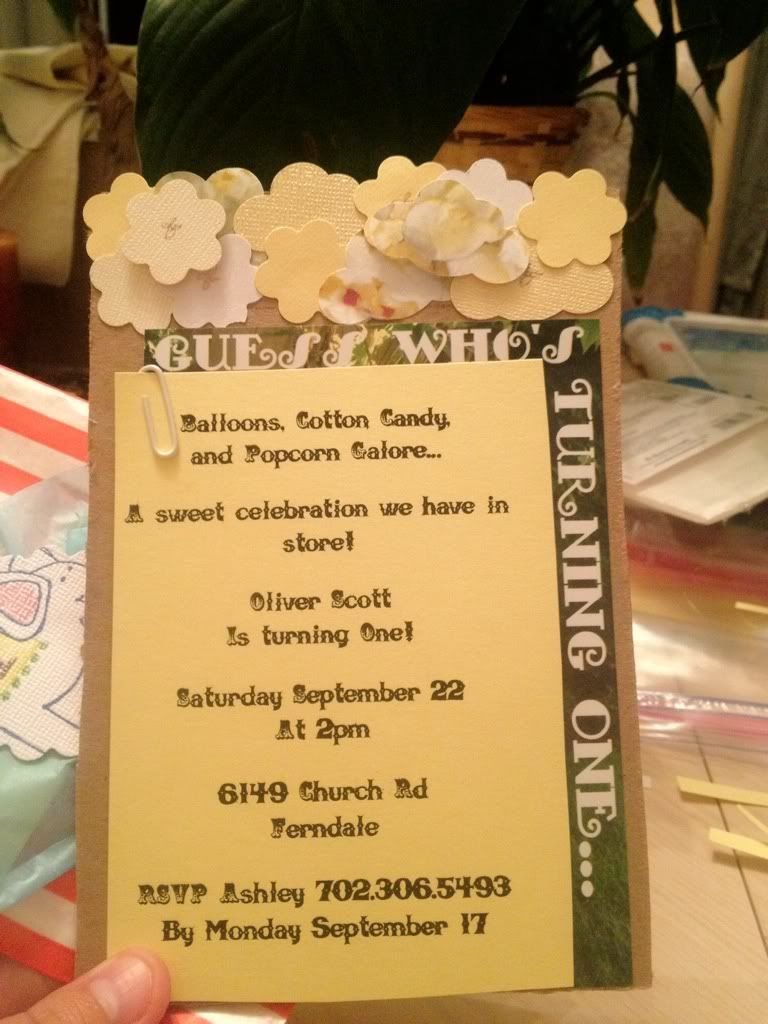 GUESS WHO'S
TURNING ONE...
Balloons, Cotton Candy,
and Popcorn Galore...
A sweet celebration we have in
store!
Oliver Scott
Is turning One!
Saturday September 22
At 2pm
6149 Church Rd
Ferndale
RSVP Ashley 702.306.5493
By Monday September 17